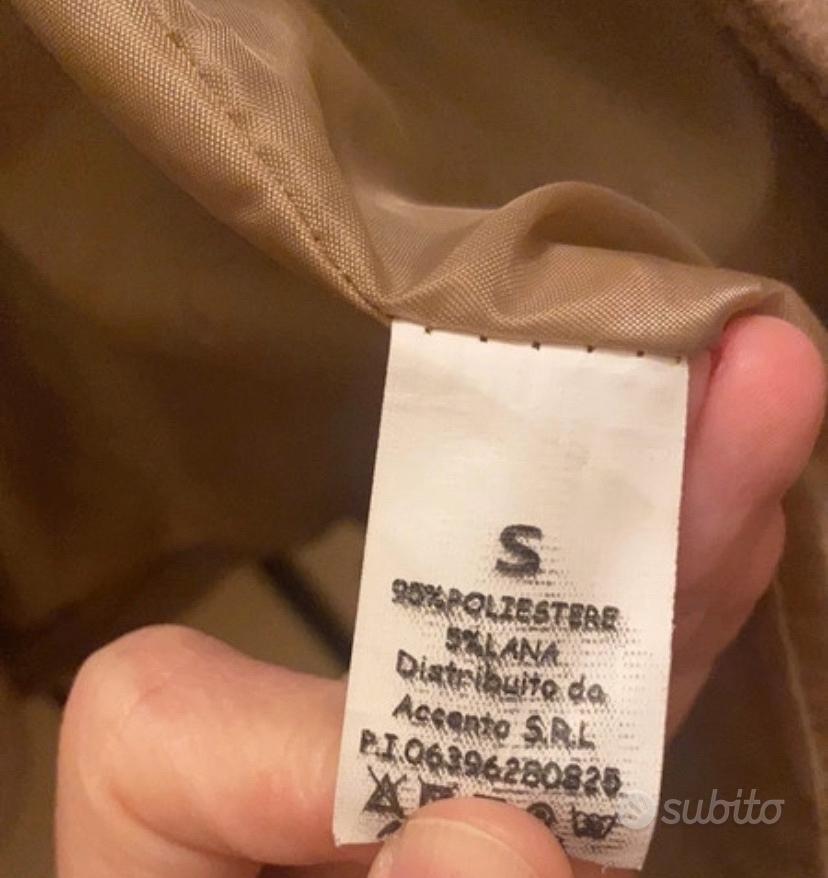 S
95%POLIESTERE
5%LANA
Distribuito da
Accento S.R.L
P.I.06396280825
subito